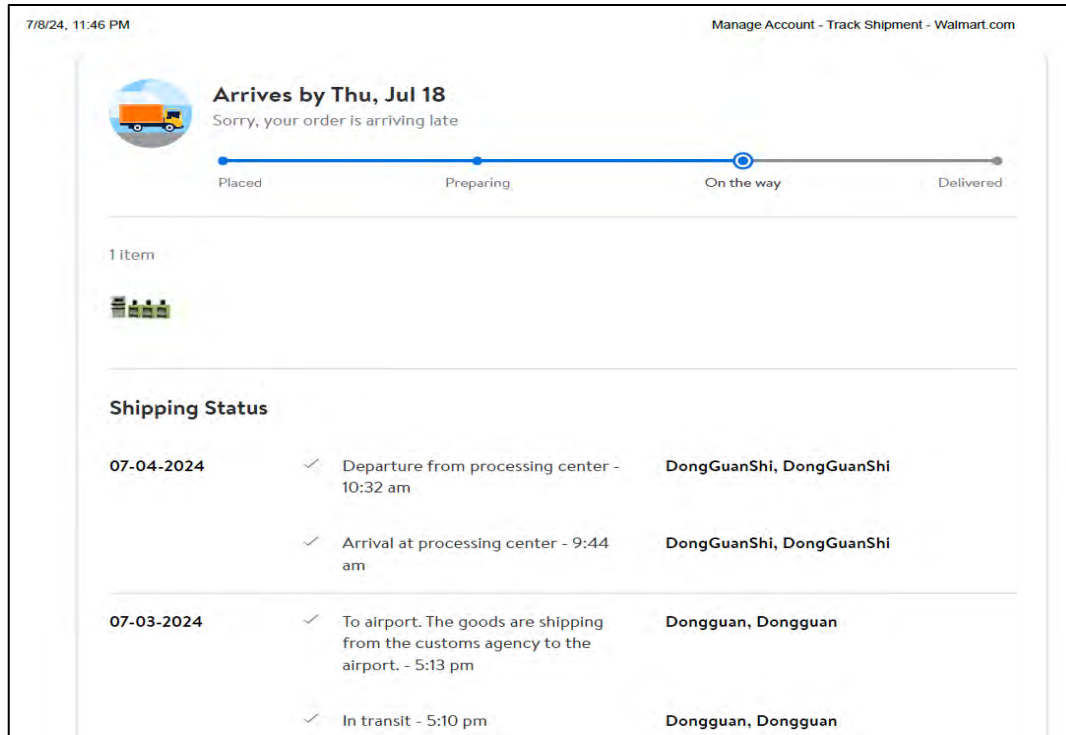 7/8/24, 11:46 PM Manage Account - Track Shipment - Walmart.com
Arrives by Thu, Jul 18
Sorry, your order is arriving late
Placed Preparing On the way Delivered
1 item
Shipping Status
07-04-2024 Departure from processing center - DongGuanShi, DongGuanShi
10:32 am
Arrival at processing center - 9:44 DongGuanShi, DongGuanShi
am
07-03-2024 To airport. The goods are shipping Dongguan, Dongguan
from the customs agency to the
airport. - 5:13 pm
In transit - 5:10 pm Dongguan, Dongguan